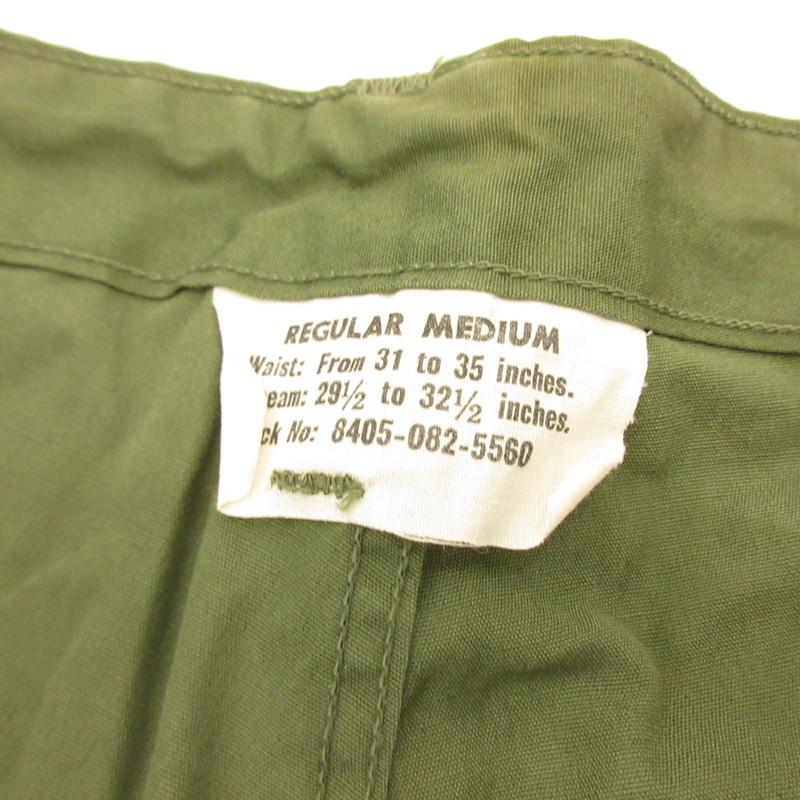 REGULAR MEDIUM
Waist: From 31 to 35 inches.
eam: 29½ to 32½ inches.
ck No: 8405-082-5560